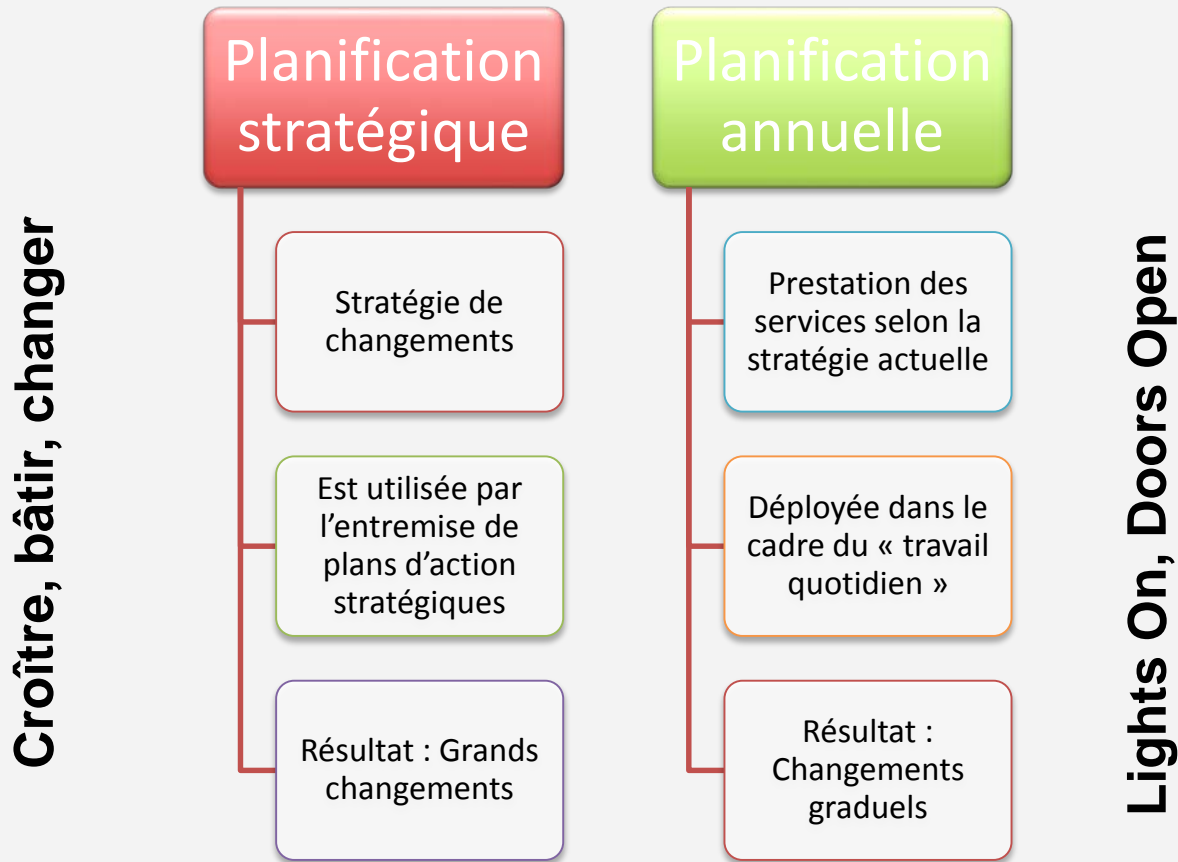 Croître, bâtir, changer
Planification
stratégique
Stratégie de
changements
Est utilisée par
l’entremise de
plans d’action
stratégiques
Résultat : Grands
changements
Planification
annuelle
Prestation des
services selon la
stratégie actuelle
Déployée dans le
cadre du « travail
quotidien »
Résultat :
Changements
graduels
Lights On, Doors Open